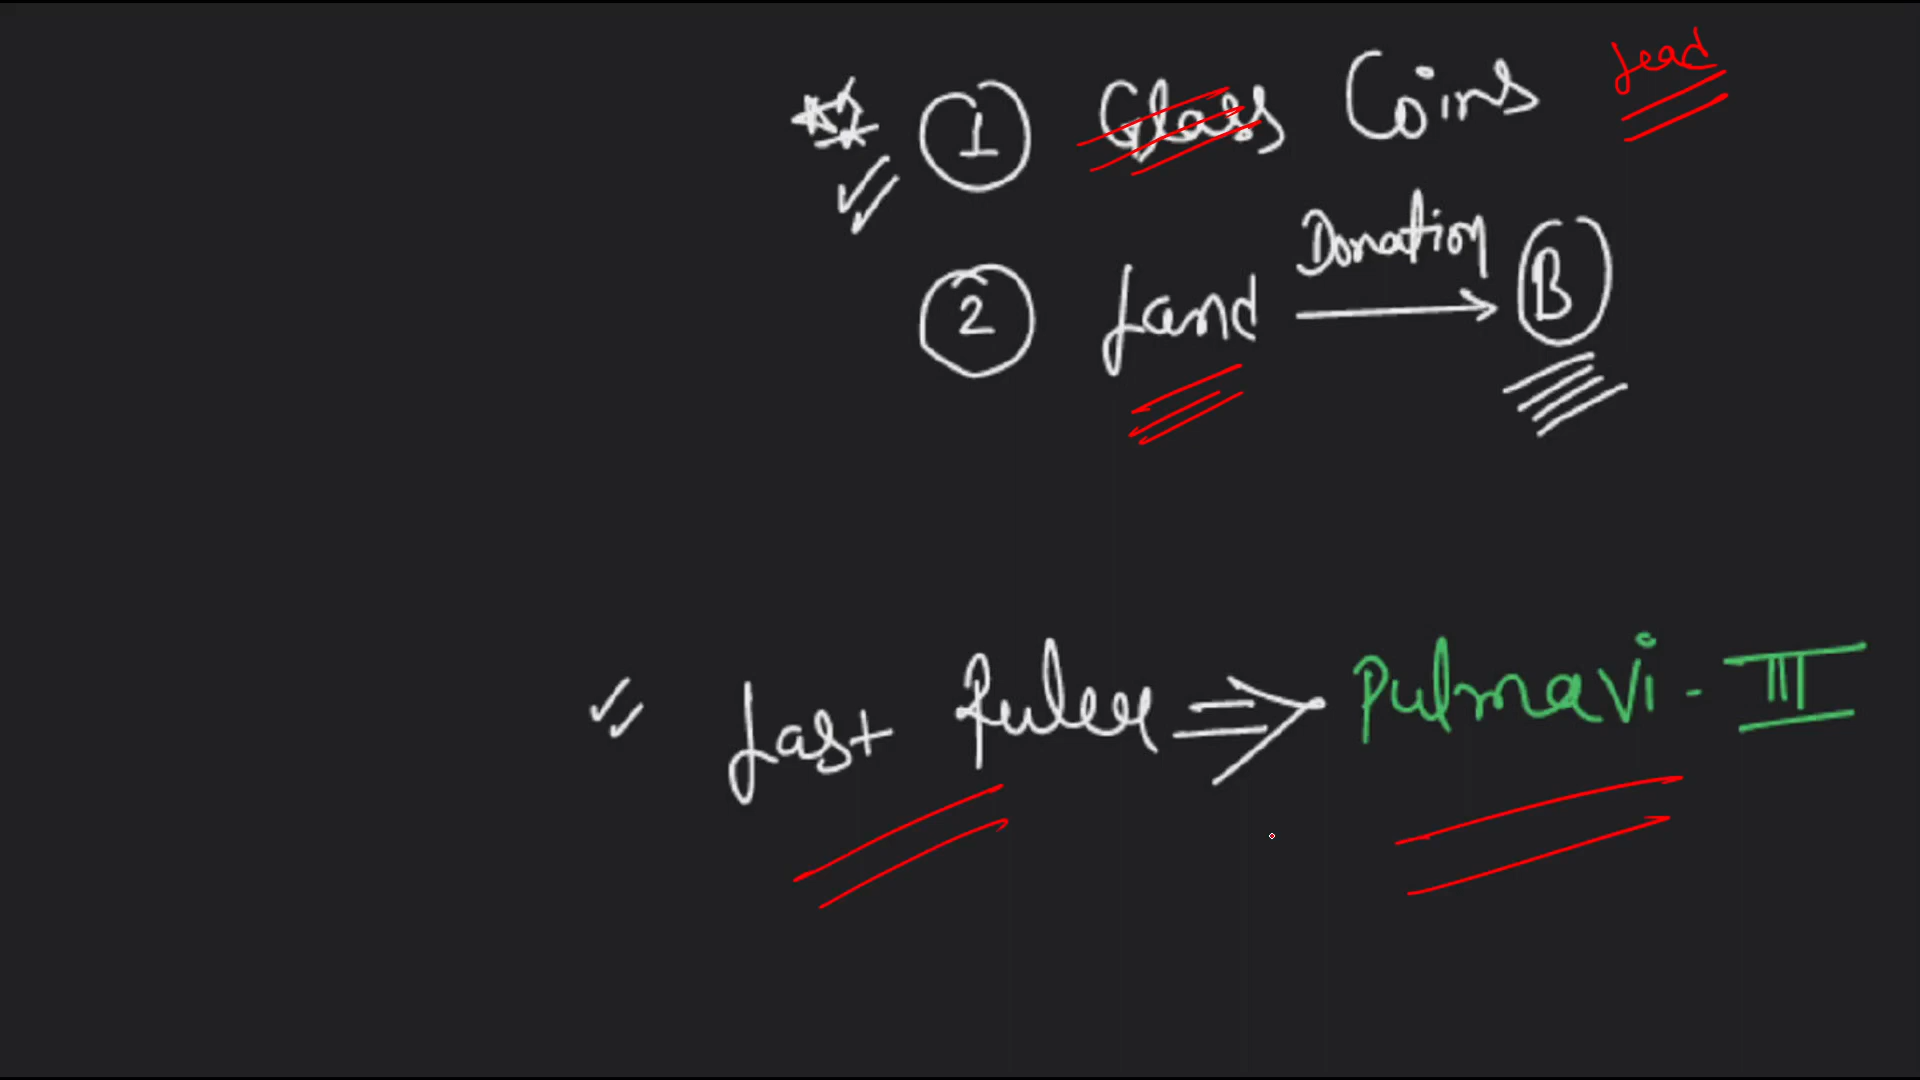 ① Glass Coins Lead
② Land Donation → Ⓑ
Last Ruler ⇒ Pulmavi - III